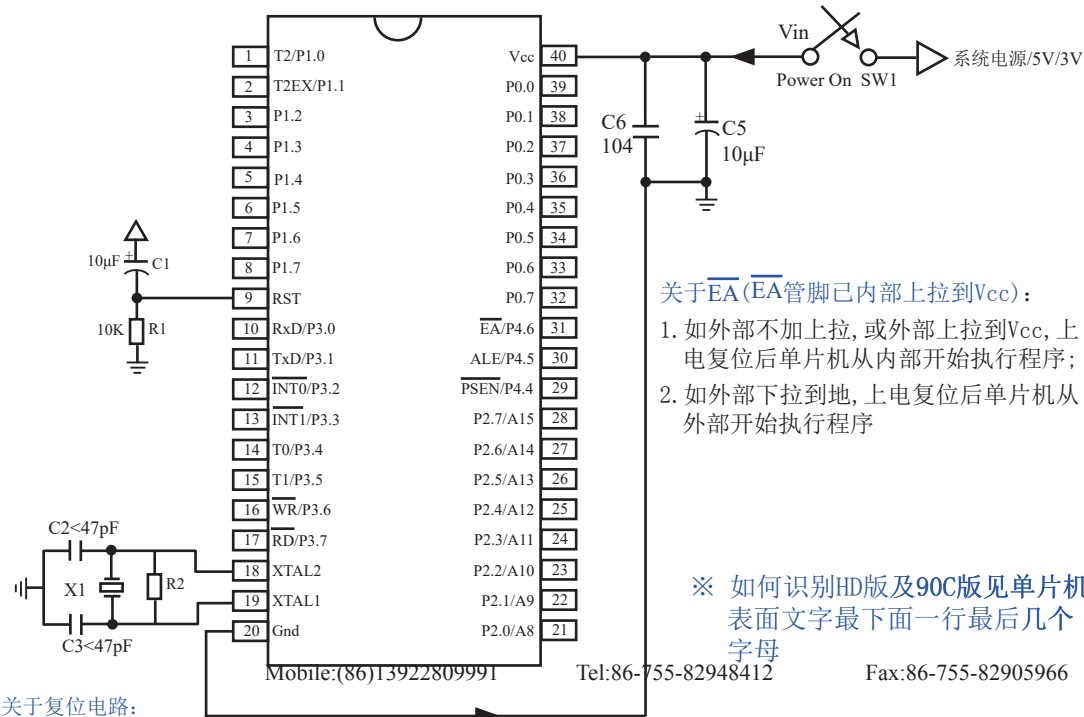 Vin
系统电源/5V/3V
Power On SW1
1 T2/P1.0
2 T2EX/P1.1
3 P1.2
4 P1.3
5 P1.4
6 P1.5
7 P1.6
8 P1.7
9 RST
10 RxD/P3.0
11 TxD/P3.1
12 INT0/P3.2
13 INT1/P3.3
14 T0/P3.4
15 T1/P3.5
16 WR/P3.6
17 RD/P3.7
18 XTAL2
19 XTAL1
20 Gnd
Vcc 40
P0.0 39
P0.1 38
P0.2 37
P0.3 36
P0.4 35
P0.5 34
P0.6 33
P0.7 32
EA/P4.6 31
ALE/P4.5 30
PSEN/P4.4 29
P2.7/A15 28
P2.6/A14 27
P2.5/A13 26
P2.4/A12 25
P2.3/A11 24
P2.2/A10 23
P2.1/A9 22
P2.0/A8 21
C6
104
+
C5
10μF
10μF + C1
10K R1
C2<47pF
X1 R2
C3<47pF
关于EA(EA管脚已内部上拉到Vcc):
1.如外部不加上拉,或外部上拉到Vcc,上
电复位后单片机从内部开始执行程序;
2.如外部下拉到地,上电复位后单片机从
外部开始执行程序
※ 如何识别HD版及90C版见单片机
表面文字最下面一行最后几个
字母
Mobile:(86)13922809991 Tel:86-755-82948412 Fax:86-755-82905966
关于复位电路: